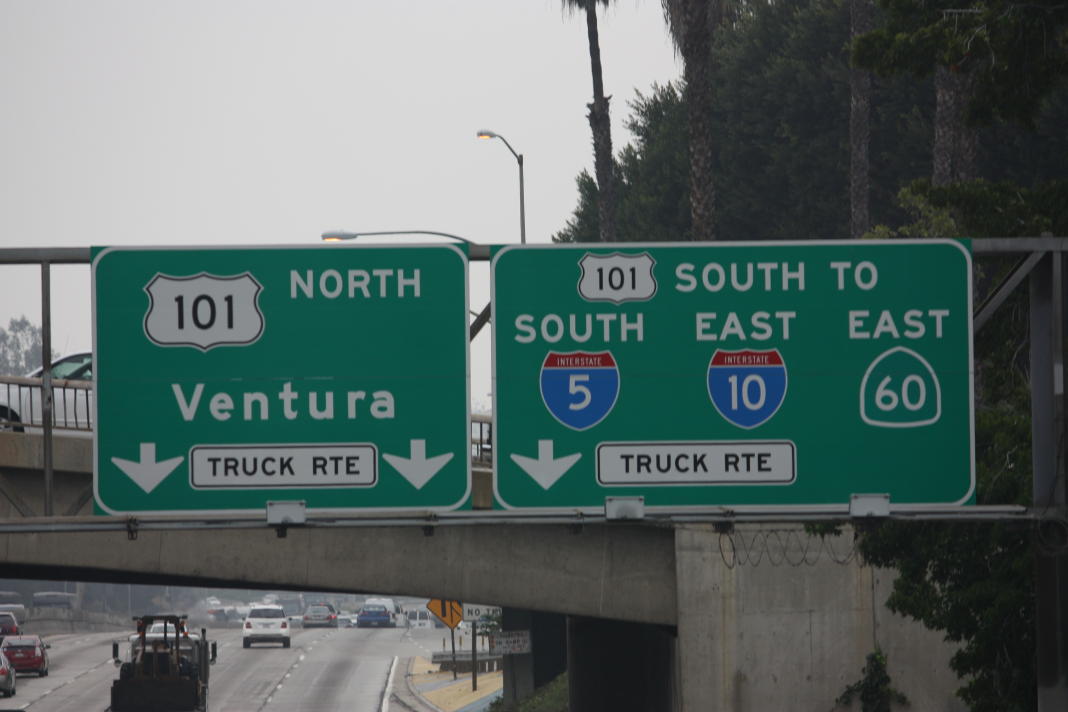 101 NORTH
Ventura
TRUCK RTE
101 SOUTH TO
SOUTH EAST EAST
INTERSTATE INTERSTATE
5 10 60
TRUCK RTE